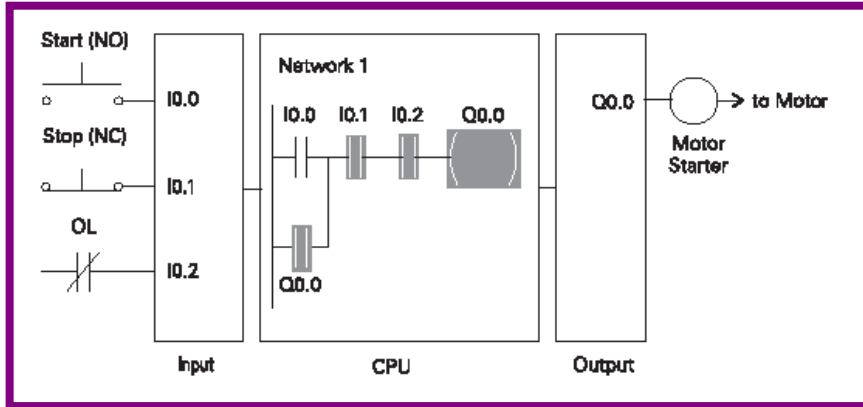 Start (NO)
I0.0
Stop (NC)
I0.1
OL
I0.2
Input
Network 1
I0.0 I0.1 I0.2 Q0.0
Q0.0
CPU
Q0.0
Output
to Motor
Motor
Starter